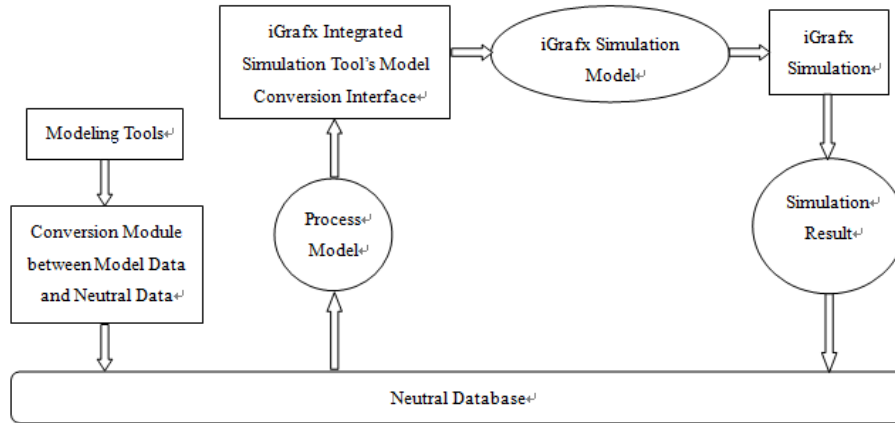 Modeling Tools
Conversion Module
between Model Data
and Neutral Data
iGrafx Integrated
Simulation Tool's Model
Conversion Interface
Process
Model
iGrafx Simulation
Model
iGrafx
Simulation
Simulation
Result
Neutral Database